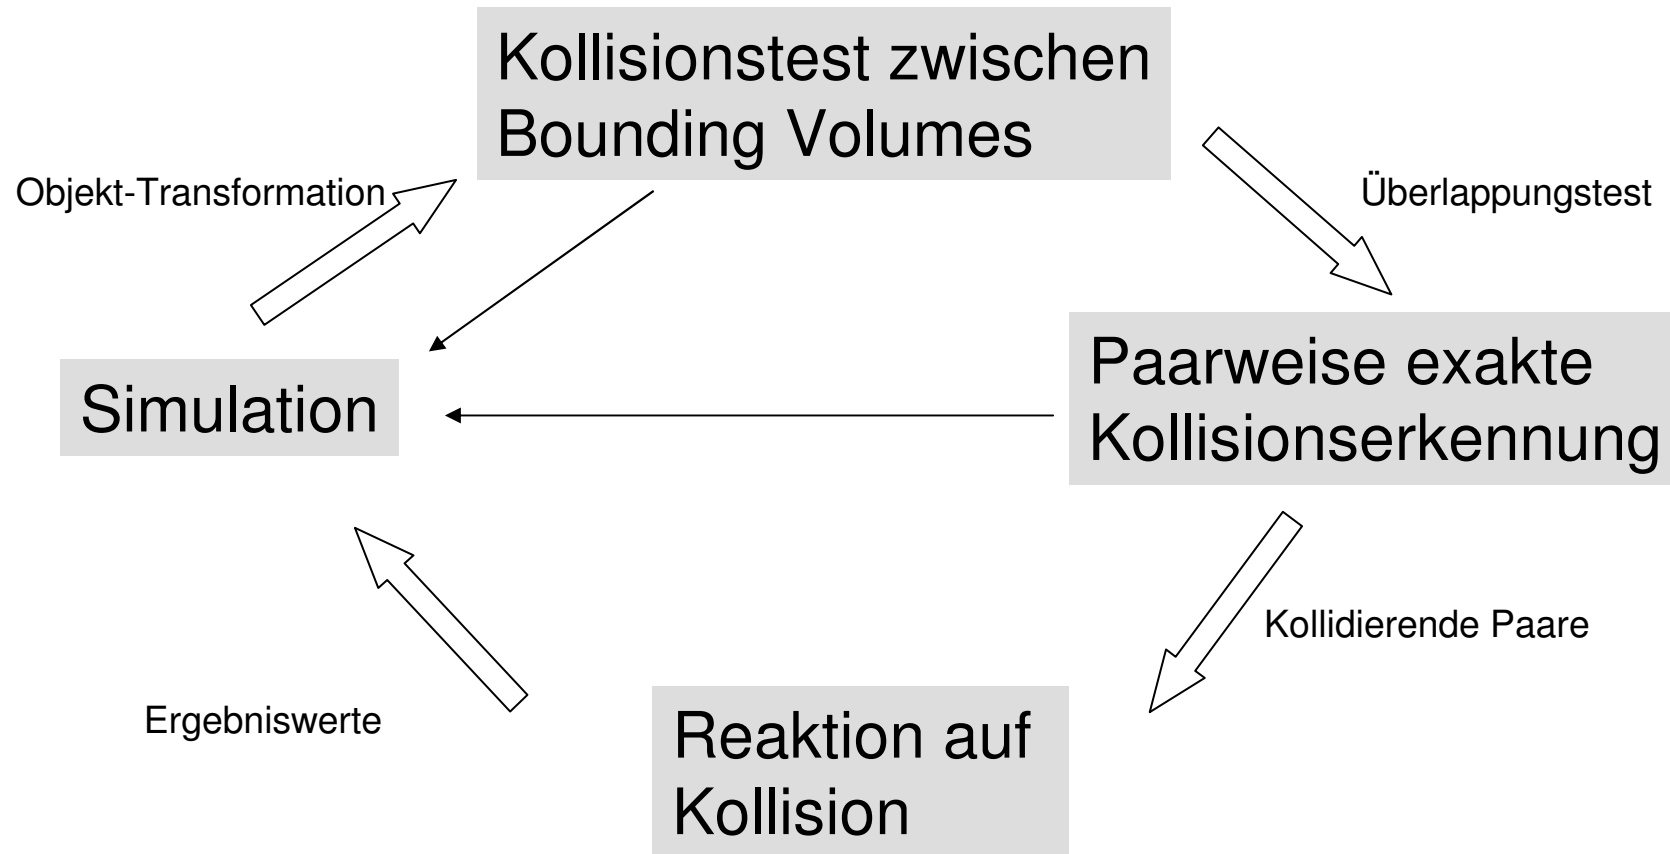 Kollisionstest zwischen
Bounding Volumes
Objekt-Transformation
Überlappungstest
Simulation
Paarweise exakte
Kollisionserkennung
Kollidierende Paare
Ergebniswerte
Reaktion auf
Kollision